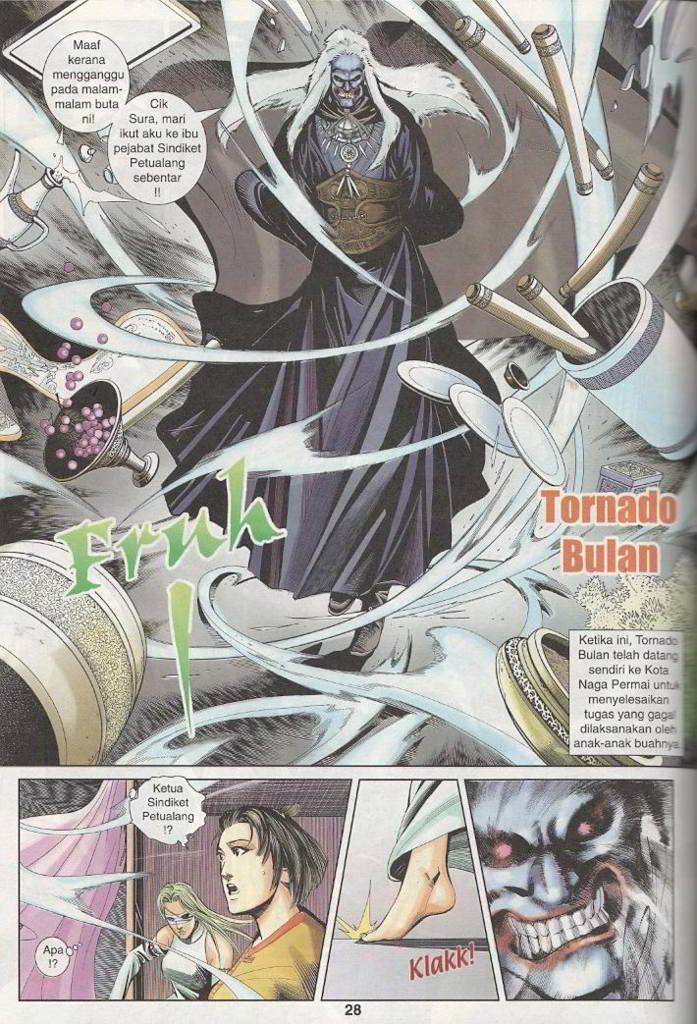 Maaf
kerana
mengganggu
pada malam-
malam buta
ni!
Cik
Sura, mari
ikut aku ke ibu
pejabat Sindiket
Petualang
sebentar
!!
Fruh
!
Tornado
Bulan
Ketika ini, Tornado
Bulan telah datang
sendiri ke Kota
Naga Permai untuk
menyelesaikan
tugas yang gagal
dilaksanakan oleh
anak-anak buahnya.
Ketua
Sindiket
Petualang
!?
Apa
!?
Klakk!
28